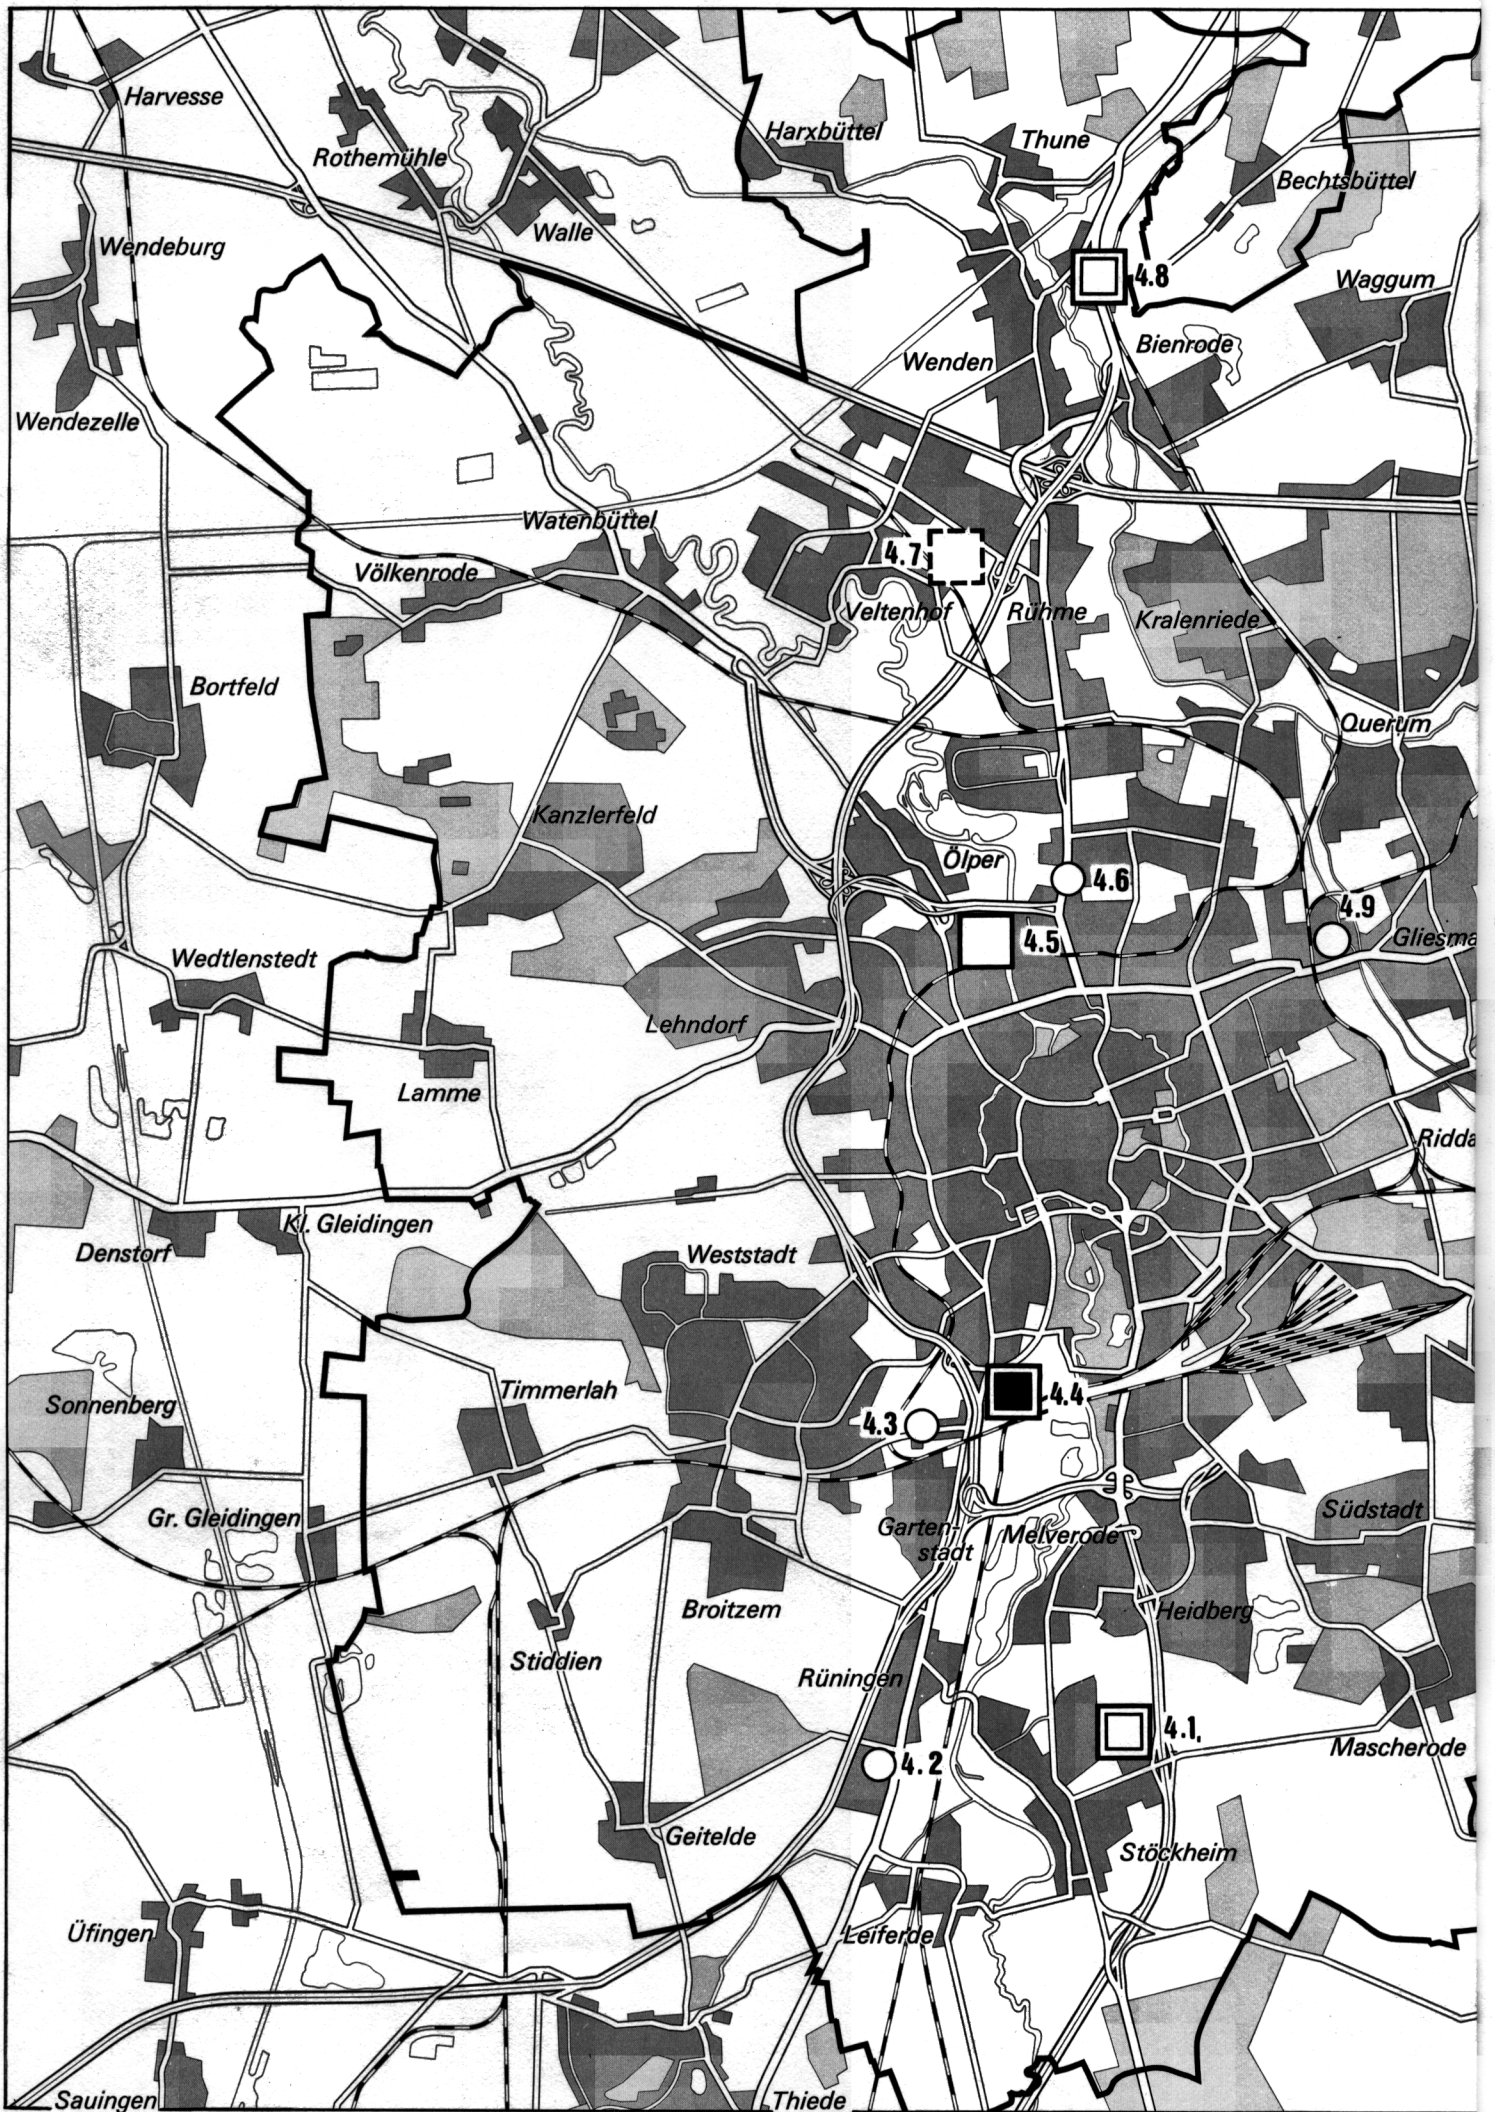 Harvesse
Rothemühle
Harxbüttel
Thune
Bechtsbüttel
Walle
Wendeburg
4.8
Waggum
Bienrode
Wenden
Wendezelle
Watenbüttel
4.7
Völkenrode
Veltenhof
Rühme
Kralenriede
Bortfeld
Querum
Kanzlerfeld
Ölper
4.6
4.9
4.5
Gliesma
Wedtlenstedt
Lehndorf
Lamme
Ridda
Kl. Gleidingen
Denstorf
Weststadt
Timmerlah
4.4
Sonnenberg
4.3
Gr. Gleidingen
Südstadt
Garten-
stadt
Melverode
Broitzem
Heidberg
Stiddien
Rüningen
4.1.
Mascherode
4.2
Geitelde
Stöckheim
Üfingen
Leiferde
Sauingen
Thiede